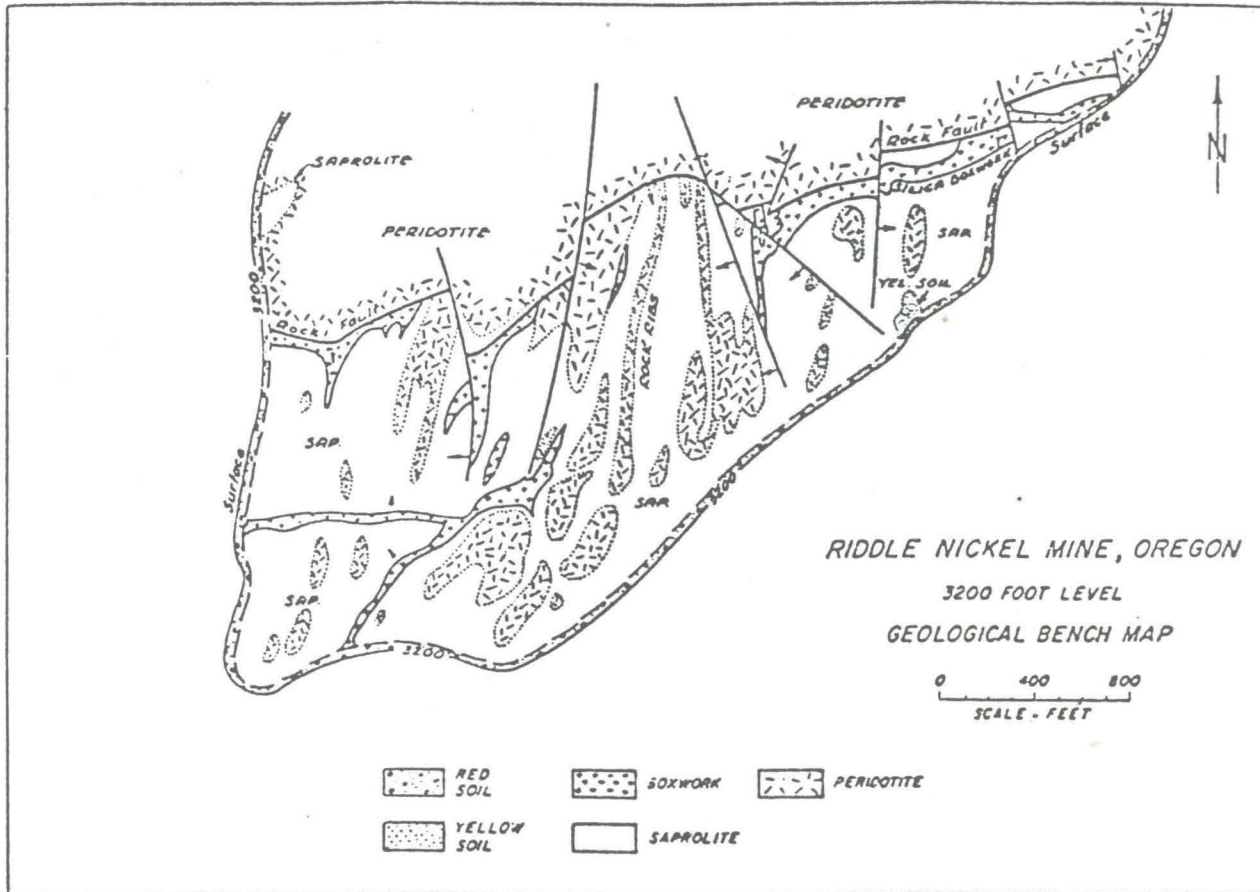 PERIDOTITE
N
SAPROLITE
ROCK FAULT
Surface
SILICA BOXWORK
PERIDOTITE
SAP.
YEL. SOIL
3200
ROCK FAULT
ROCK RIBS
SAP.
Surface
SAP.
3200
SAP.
3200
RIDDLE NICKEL MINE, OREGON
3200 FOOT LEVEL
GEOLOGICAL BENCH MAP
0 400 800
SCALE - FEET
RED SOIL
BOXWORK
PERIDOTITE
YELLOW SOIL
SAPROLITE